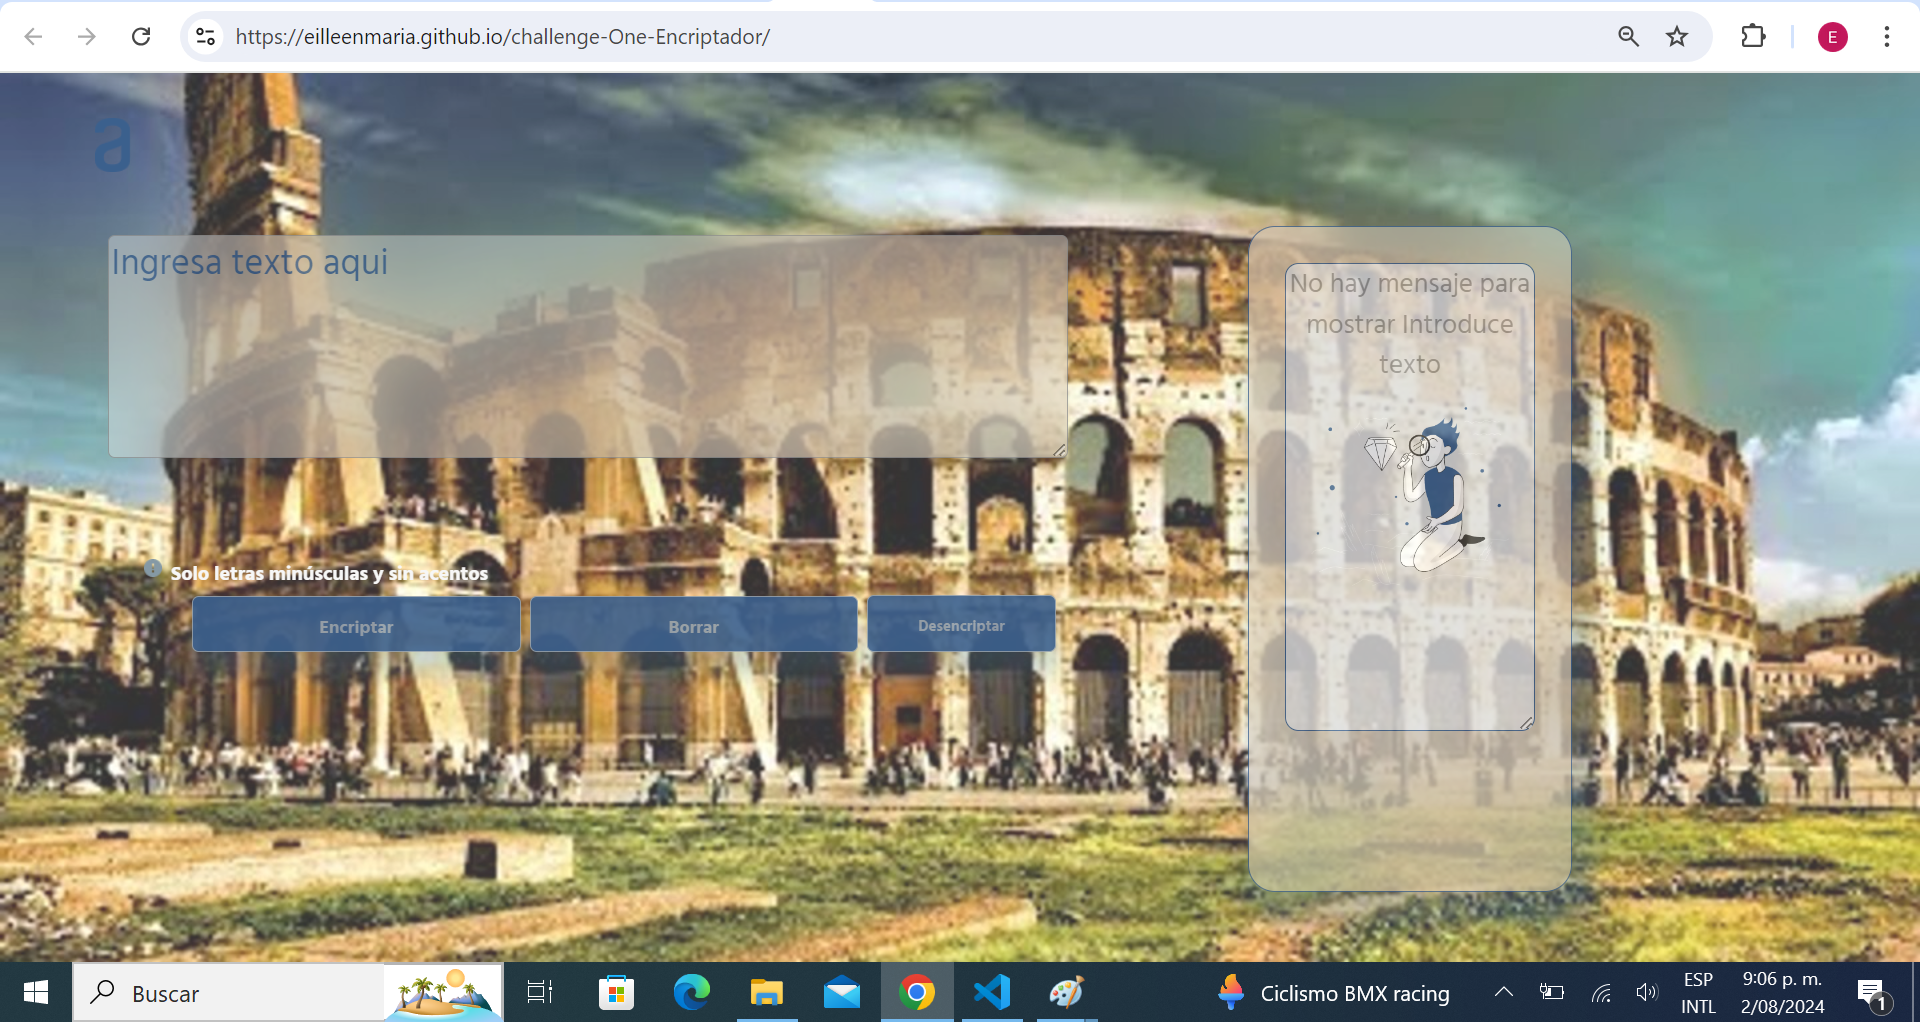 https://eilleenmaria.github.io/challenge-One-Encriptador/
E
a
Ingresa texto aqui
No hay mensaje para
mostrar Introduce
texto
Solo letras minúsculas y sin acentos
Encriptar
Borrar
Desencriptar
Buscar
Ciclismo BMX racing
ESP
INTL
9:06 p. m.
2/08/2024
1